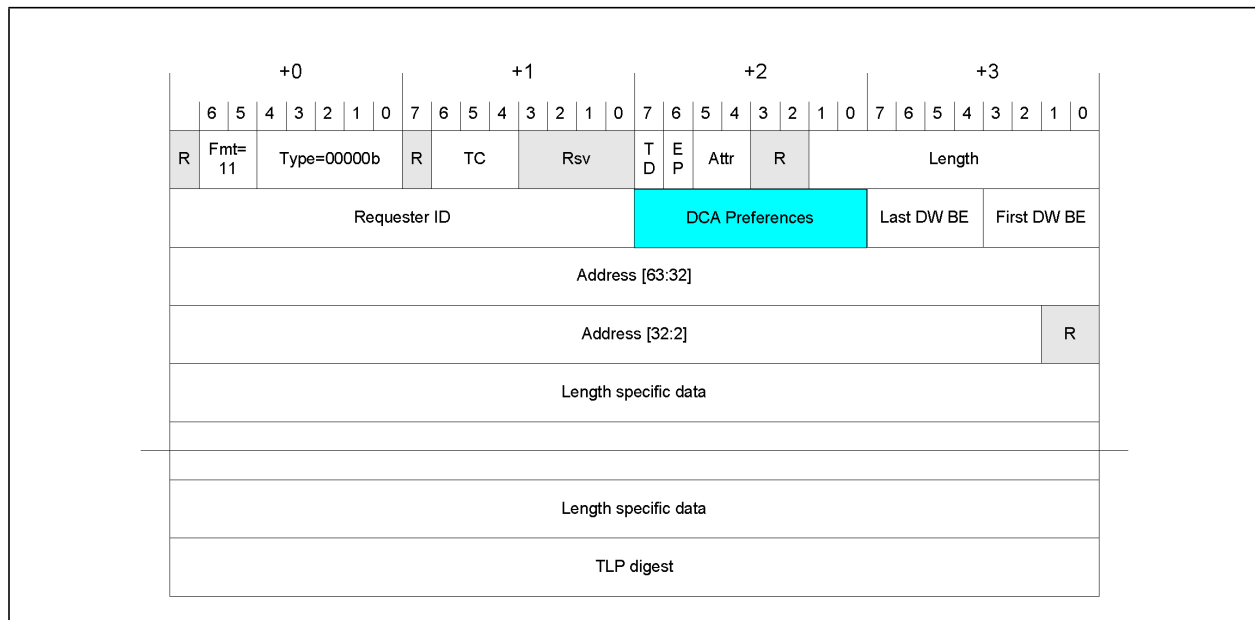 +0 +1 +2 +3
6 5 4 3 2 1 0 7 6 5 4 3 2 1 0 7 6 5 4 3 2 1 0 7 6 5 4 3 2 1 0
R Fmt= 11 Type=00000b R TC Rsv T D E P Attr R Length
Requester ID DCA Preferences Last DW BE First DW BE
Address [63:32]
Address [32:2] R
Length specific data
Length specific data
TLP digest